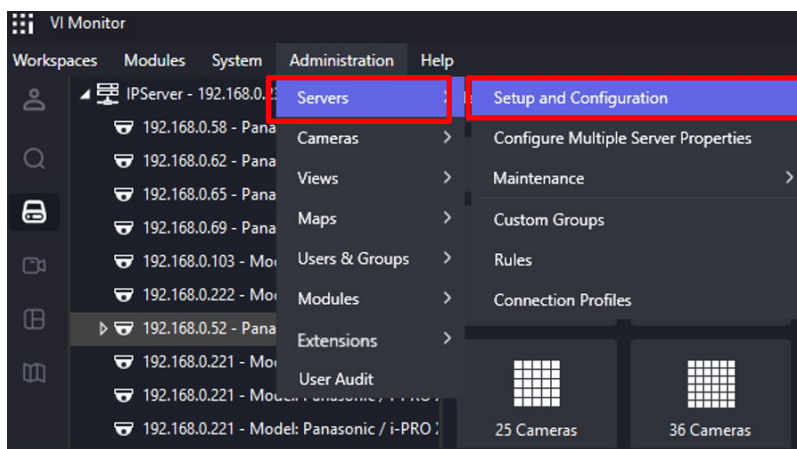 VI Monitor
Workspaces Modules System Administration Help
IPServer - 192.168.0.2
192.168.0.58 - Pana
192.168.0.62 - Pana
192.168.0.65 - Pana
192.168.0.69 - Pana
192.168.0.103 - Mo
192.168.0.222 - Mo
192.168.0.52 - Pana
192.168.0.221 - Mo
192.168.0.221 - Model: Panasonic / i-PRO
192.168.0.221 - Model: Panasonic / i-PRO
Servers
Cameras
Views
Maps
Users & Groups
Modules
Extensions
User Audit
Setup and Configuration
Configure Multiple Server Properties
Maintenance
Custom Groups
Rules
Connection Profiles
25 Cameras
36 Cameras